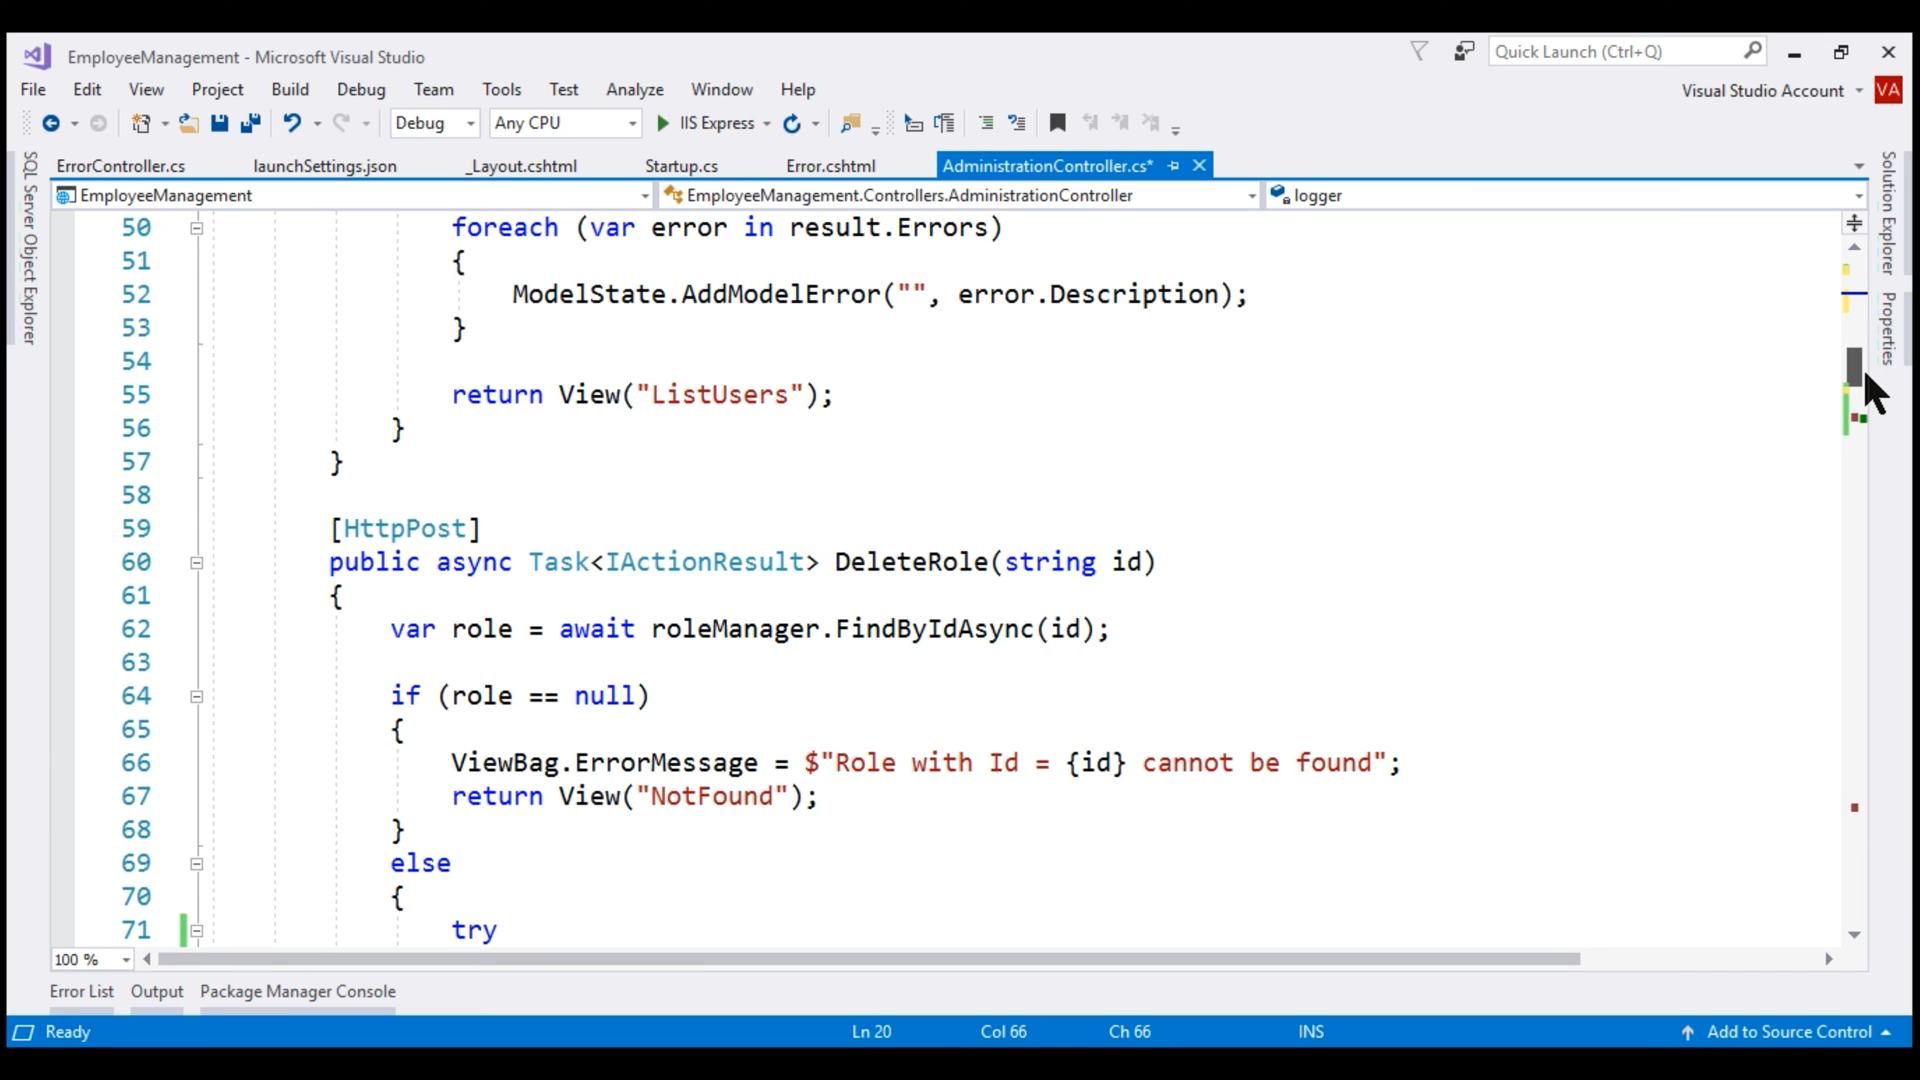 EmployeeManagement - Microsoft Visual Studio
Quick Launch (Ctrl+Q)
File Edit View Project Build Debug Team Tools Test Analyze Window Help
Visual Studio Account VA
Debug Any CPU IIS Express
ErrorController.cs launchSettings.json _Layout.cshtml Startup.cs Error.cshtml AdministrationController.cs*
EmployeeManagement EmployeeManagement.Controllers.AdministrationController logger
SQL Server Object Explorer
Solution Explorer
Properties
50 foreach (var error in result.Errors)
51 {
52 ModelState.AddModelError("", error.Description);
53 }
54
55 return View("ListUsers");
56 }
57 }
58
59 [HttpPost]
60 public async Task<IActionResult> DeleteRole(string id)
61 {
62 var role = await roleManager.FindByIdAsync(id);
63
64 if (role == null)
65 {
66 ViewBag.ErrorMessage = $"Role with Id = {id} cannot be found";
67 return View("NotFound");
68 }
69 else
70 {
71 try
100 %
Error List Output Package Manager Console
Ready Ln 20 Col 66 Ch 66 INS Add to Source Control